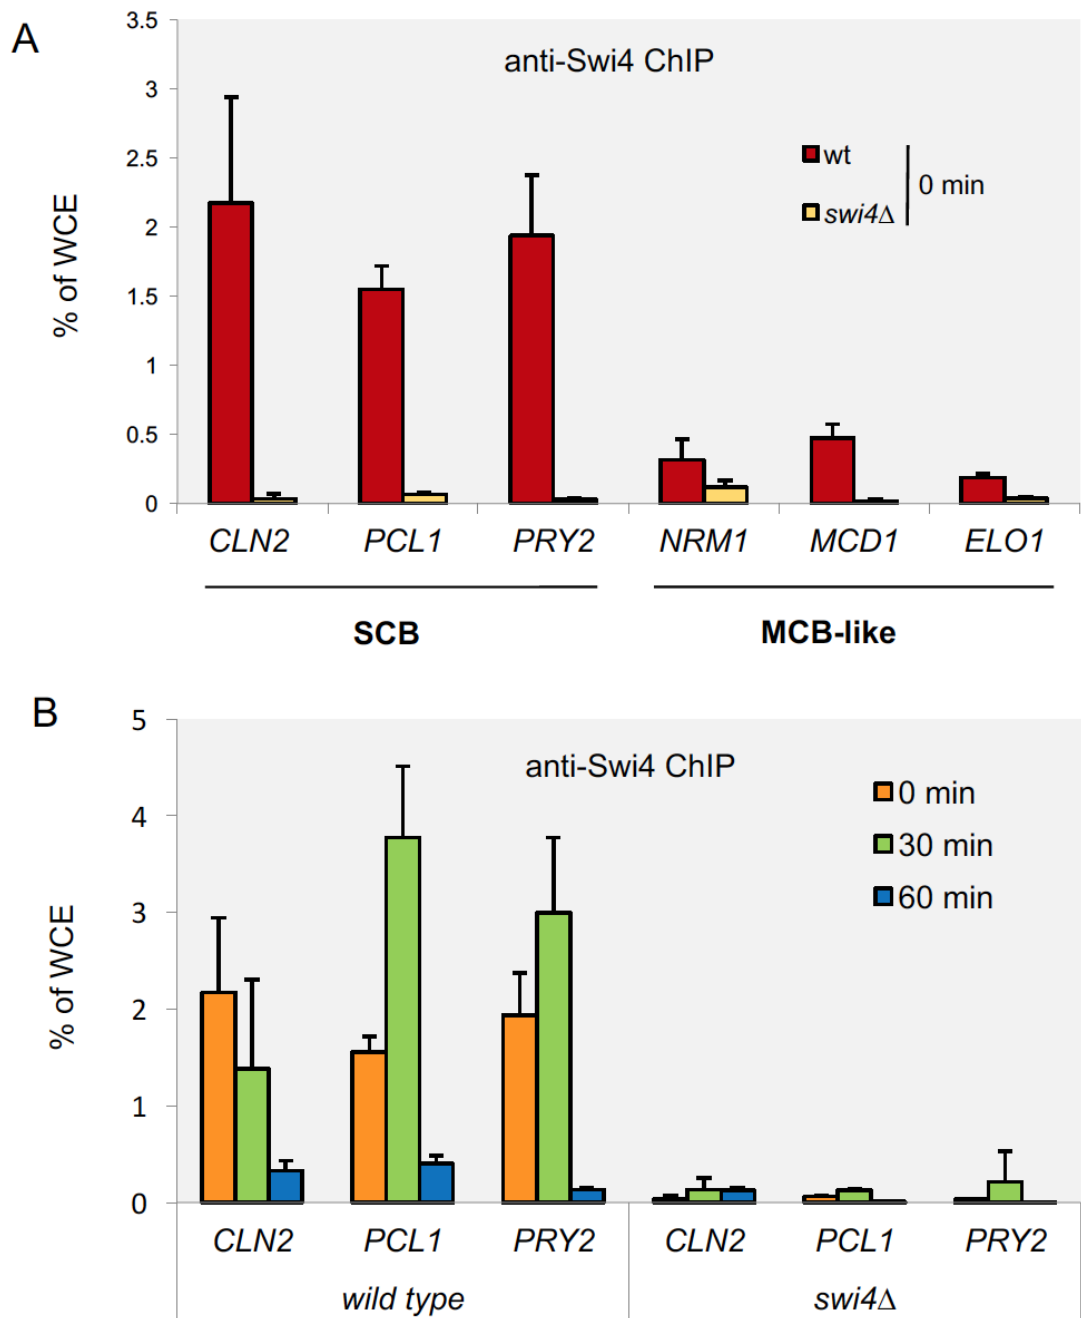 A
3.5
3
2.5
2
1.5
1
0.5
0
% of WCE
anti-Swi4 ChIP
wt
swi4Δ
0 min
CLN2 PCL1 PRY2 NRM1 MCD1 ELO1
SCB MCB-like
B
5
4
3
2
1
0
% of WCE
anti-Swi4 ChIP
0 min
30 min
60 min
CLN2 PCL1 PRY2 CLN2 PCL1 PRY2
wild type swi4Δ